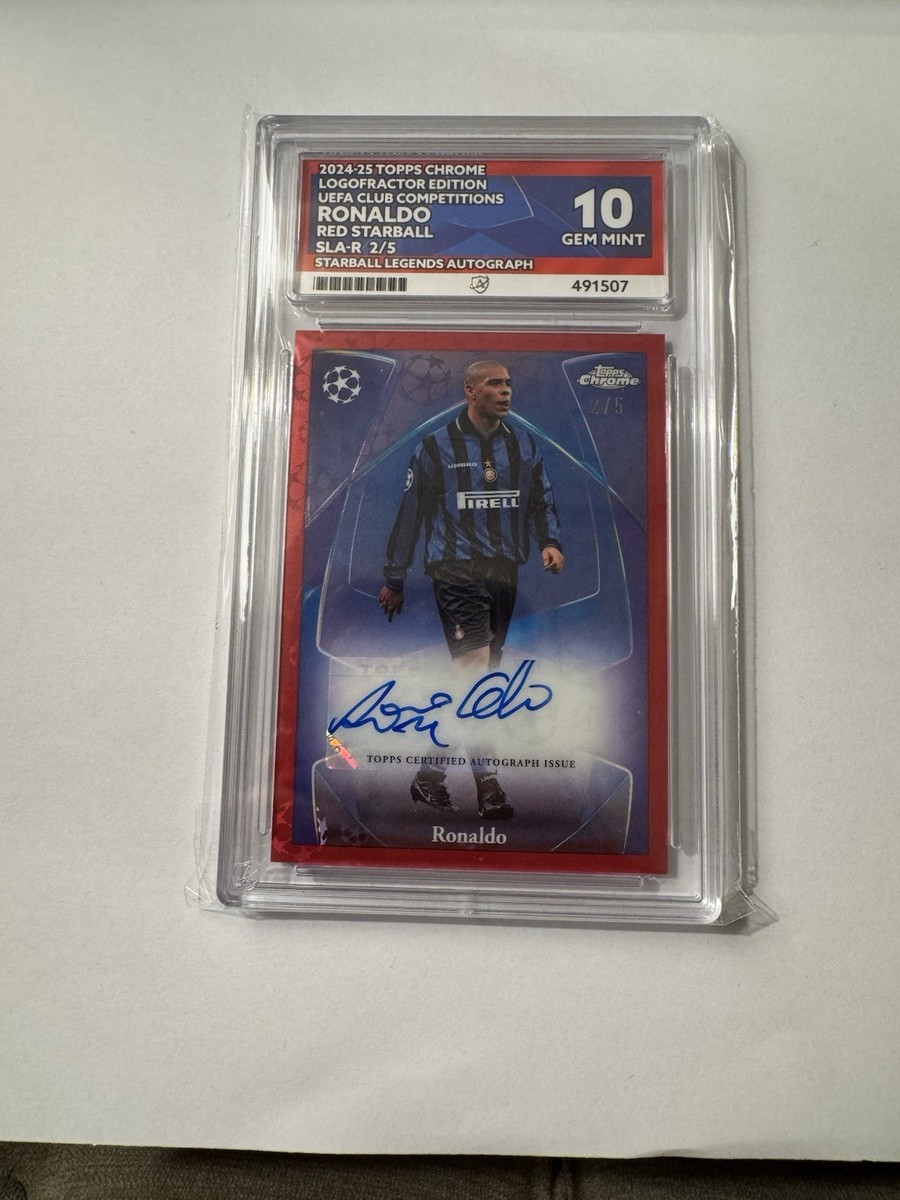 2024-25 TOPPS CHROME
LOGOFRACTOR EDITION
UEFA CLUB COMPETITIONS
RONALDO
RED STARBALL
SLA-R 2/5
STARBALL LEGENDS AUTOGRAPH
10
GEM MINT
491507
Topps
Chrome
2/5
UMBRO
PIRELLI
Ronaldo
TOPPS CERTIFIED AUTOGRAPH ISSUE
Ronaldo